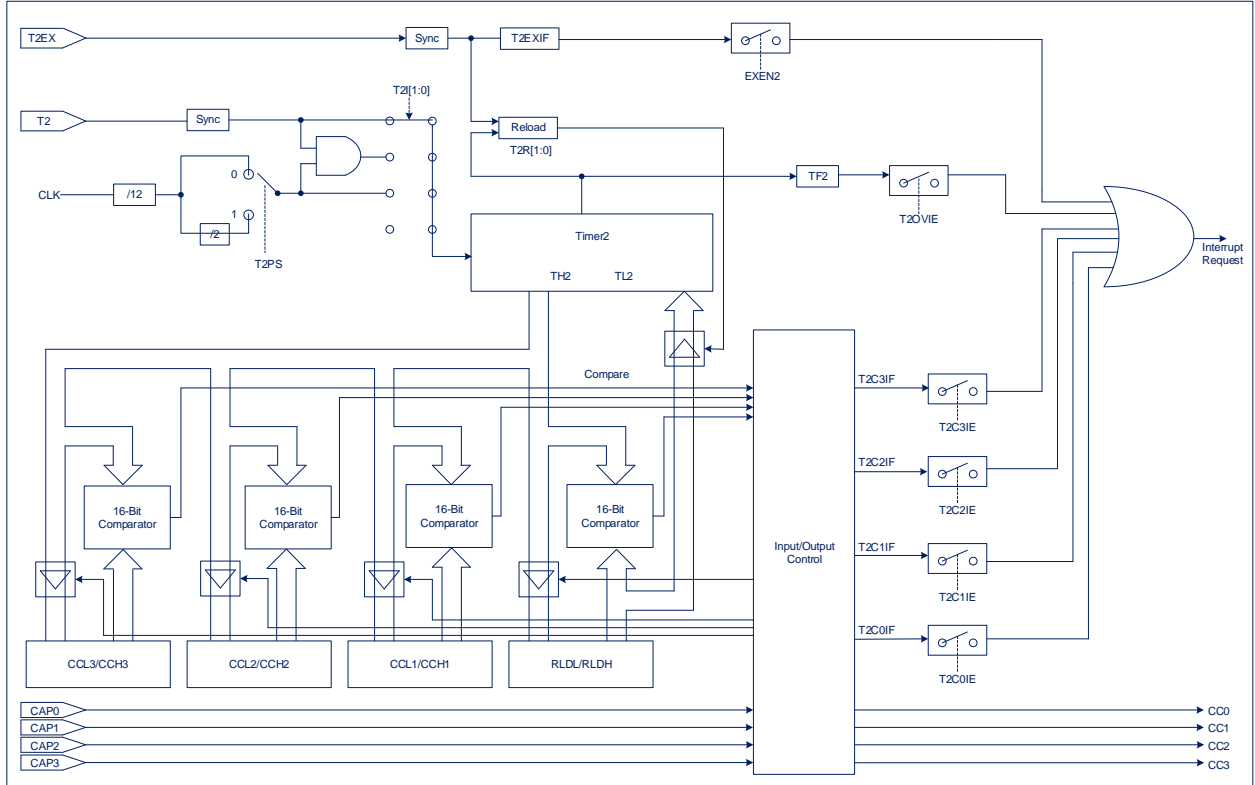 T2EX
Sync
T2EXIF
EXEN2
T2I[1:0]
T2
Sync
Reload
T2R[1:0]
CLK
/12
0
1
/2
T2PS
TF2
T2OVIE
Timer2
TH2 TL2
Interrupt
Request
Compare
T2C3IF
T2C3IE
T2C2IF
T2C2IE
T2C1IF
T2C1IE
T2C0IF
T2C0IE
16-Bit
Comparator
16-Bit
Comparator
16-Bit
Comparator
16-Bit
Comparator
Input/Output
Control
CCL3/CCH3
CCL2/CCH2
CCL1/CCH1
RLDL/RLDH
CAP0
CAP1
CAP2
CAP3
CC0
CC1
CC2
CC3